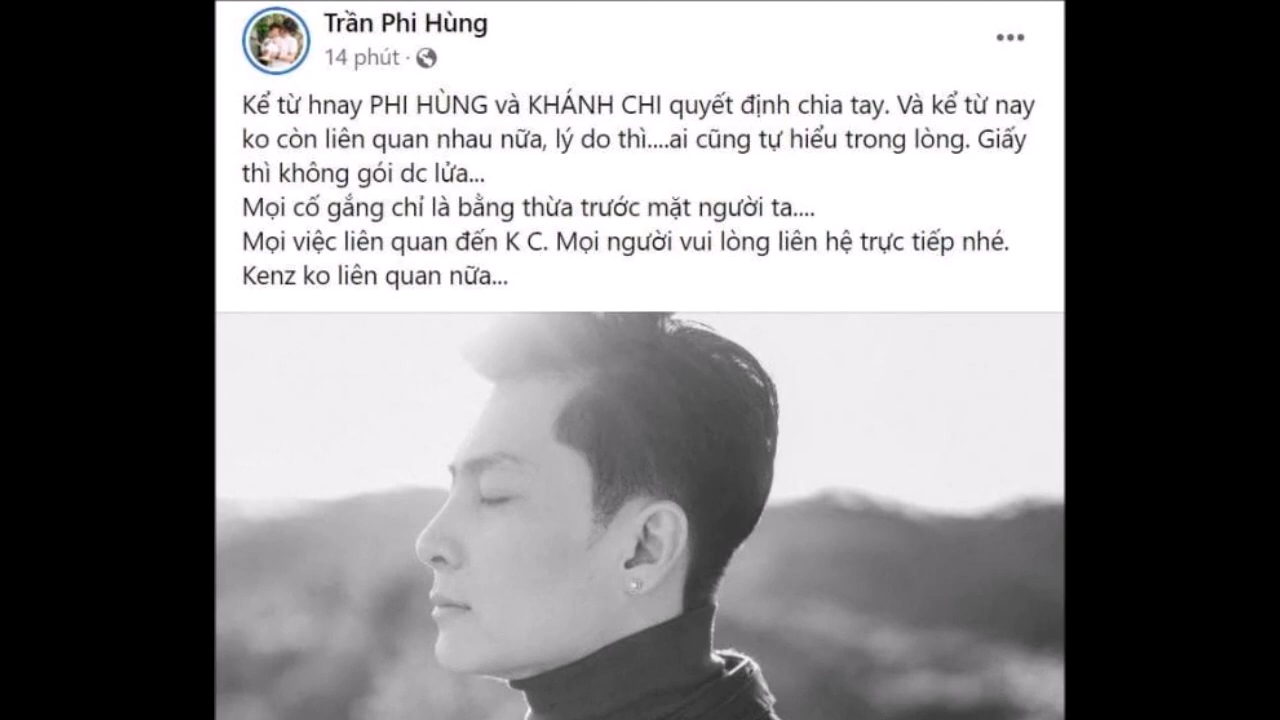 Trần Phi Hùng
14 phút ·
Kể từ hnay PHI HÙNG và KHÁNH CHI quyết định chia tay. Và kể từ nay
ko còn liên quan nhau nữa, lý do thì....ai cũng tự hiểu trong lòng. Giấy
thì không gói dc lửa...
Mọi cố gắng chỉ là bằng thừa trước mặt người ta....
Mọi việc liên quan đến K C. Mọi người vui lòng liên hệ trực tiếp nhé.
Kenz ko liên quan nữa...